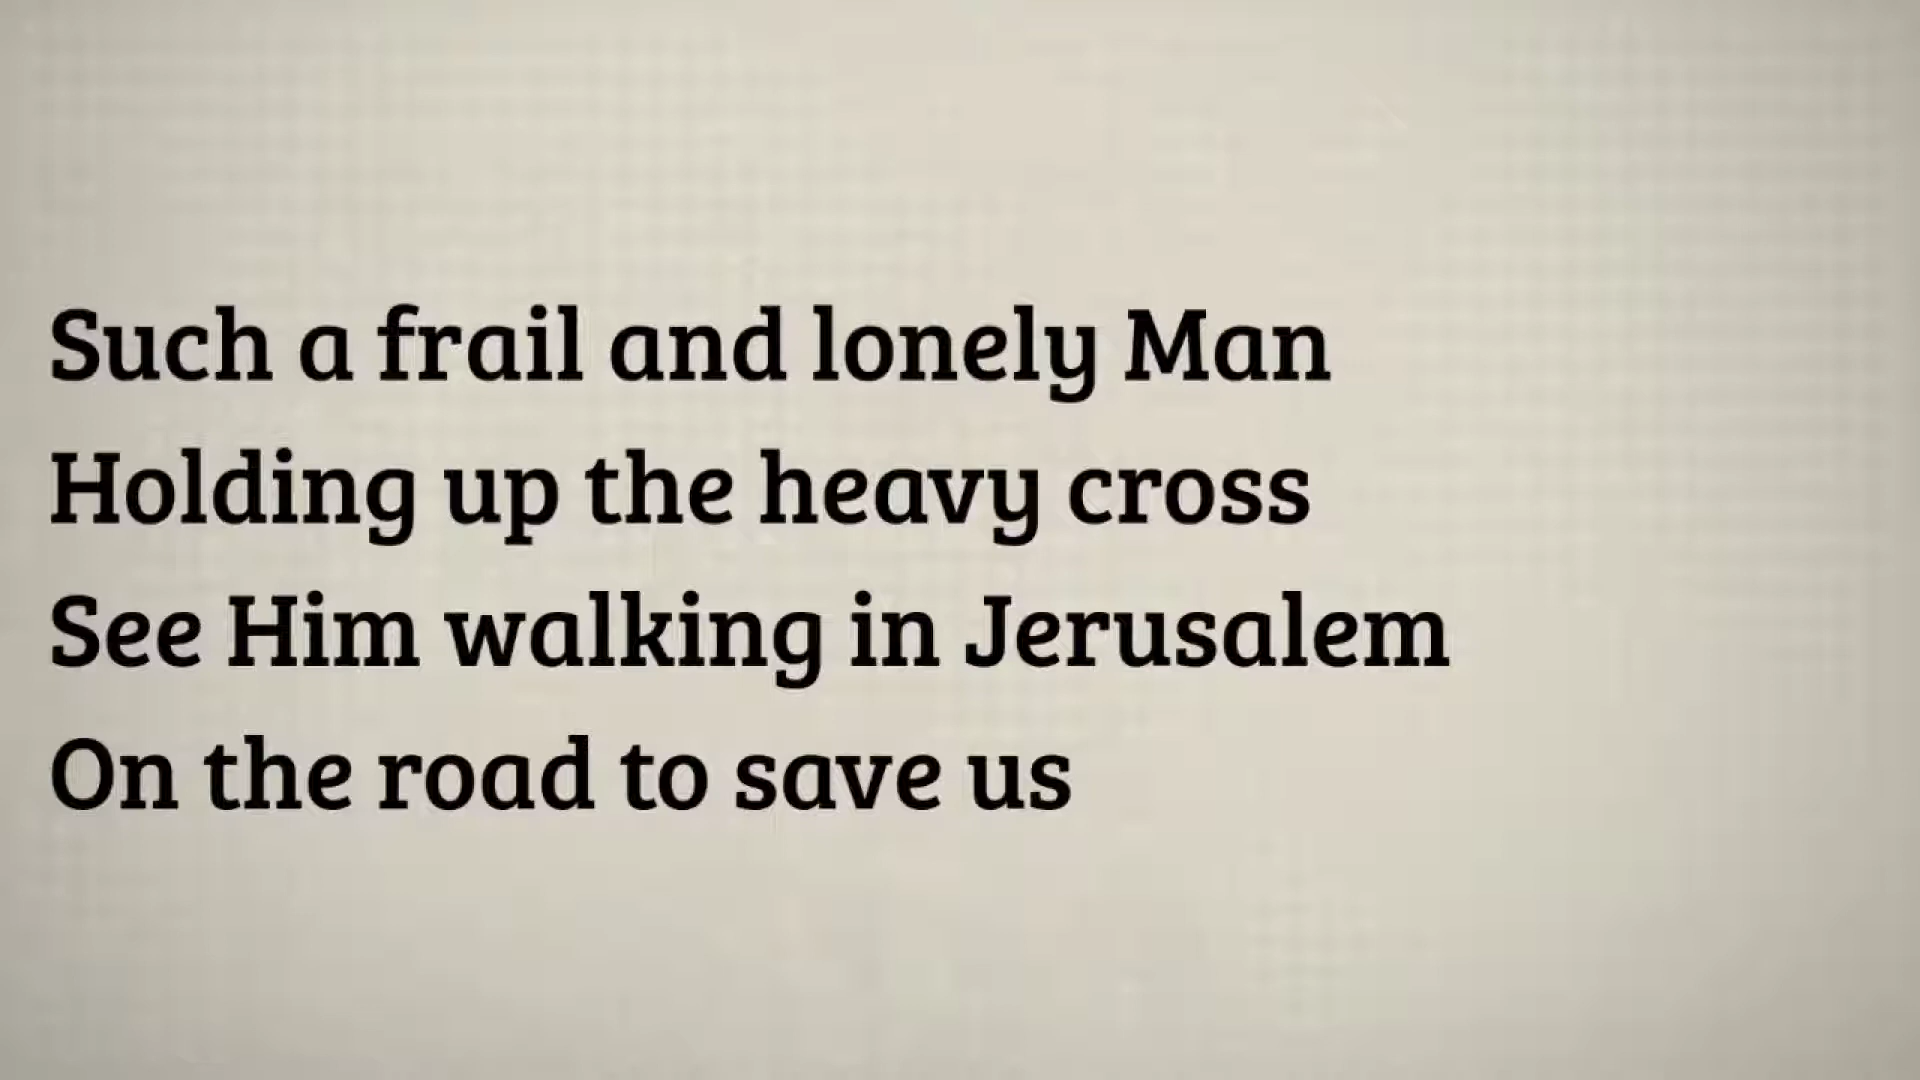 Such a frail and lonely Man
Holding up the heavy cross
See Him walking in Jerusalem
On the road to save us